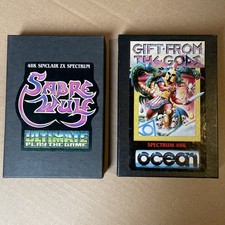 48K SINCLAIR ZX SPECTRUM
SABRE
WULF
ULTIMATE
PLAY THE GAME
GIFT FROM
THE GODS
SPECTRUM 48K
ocean